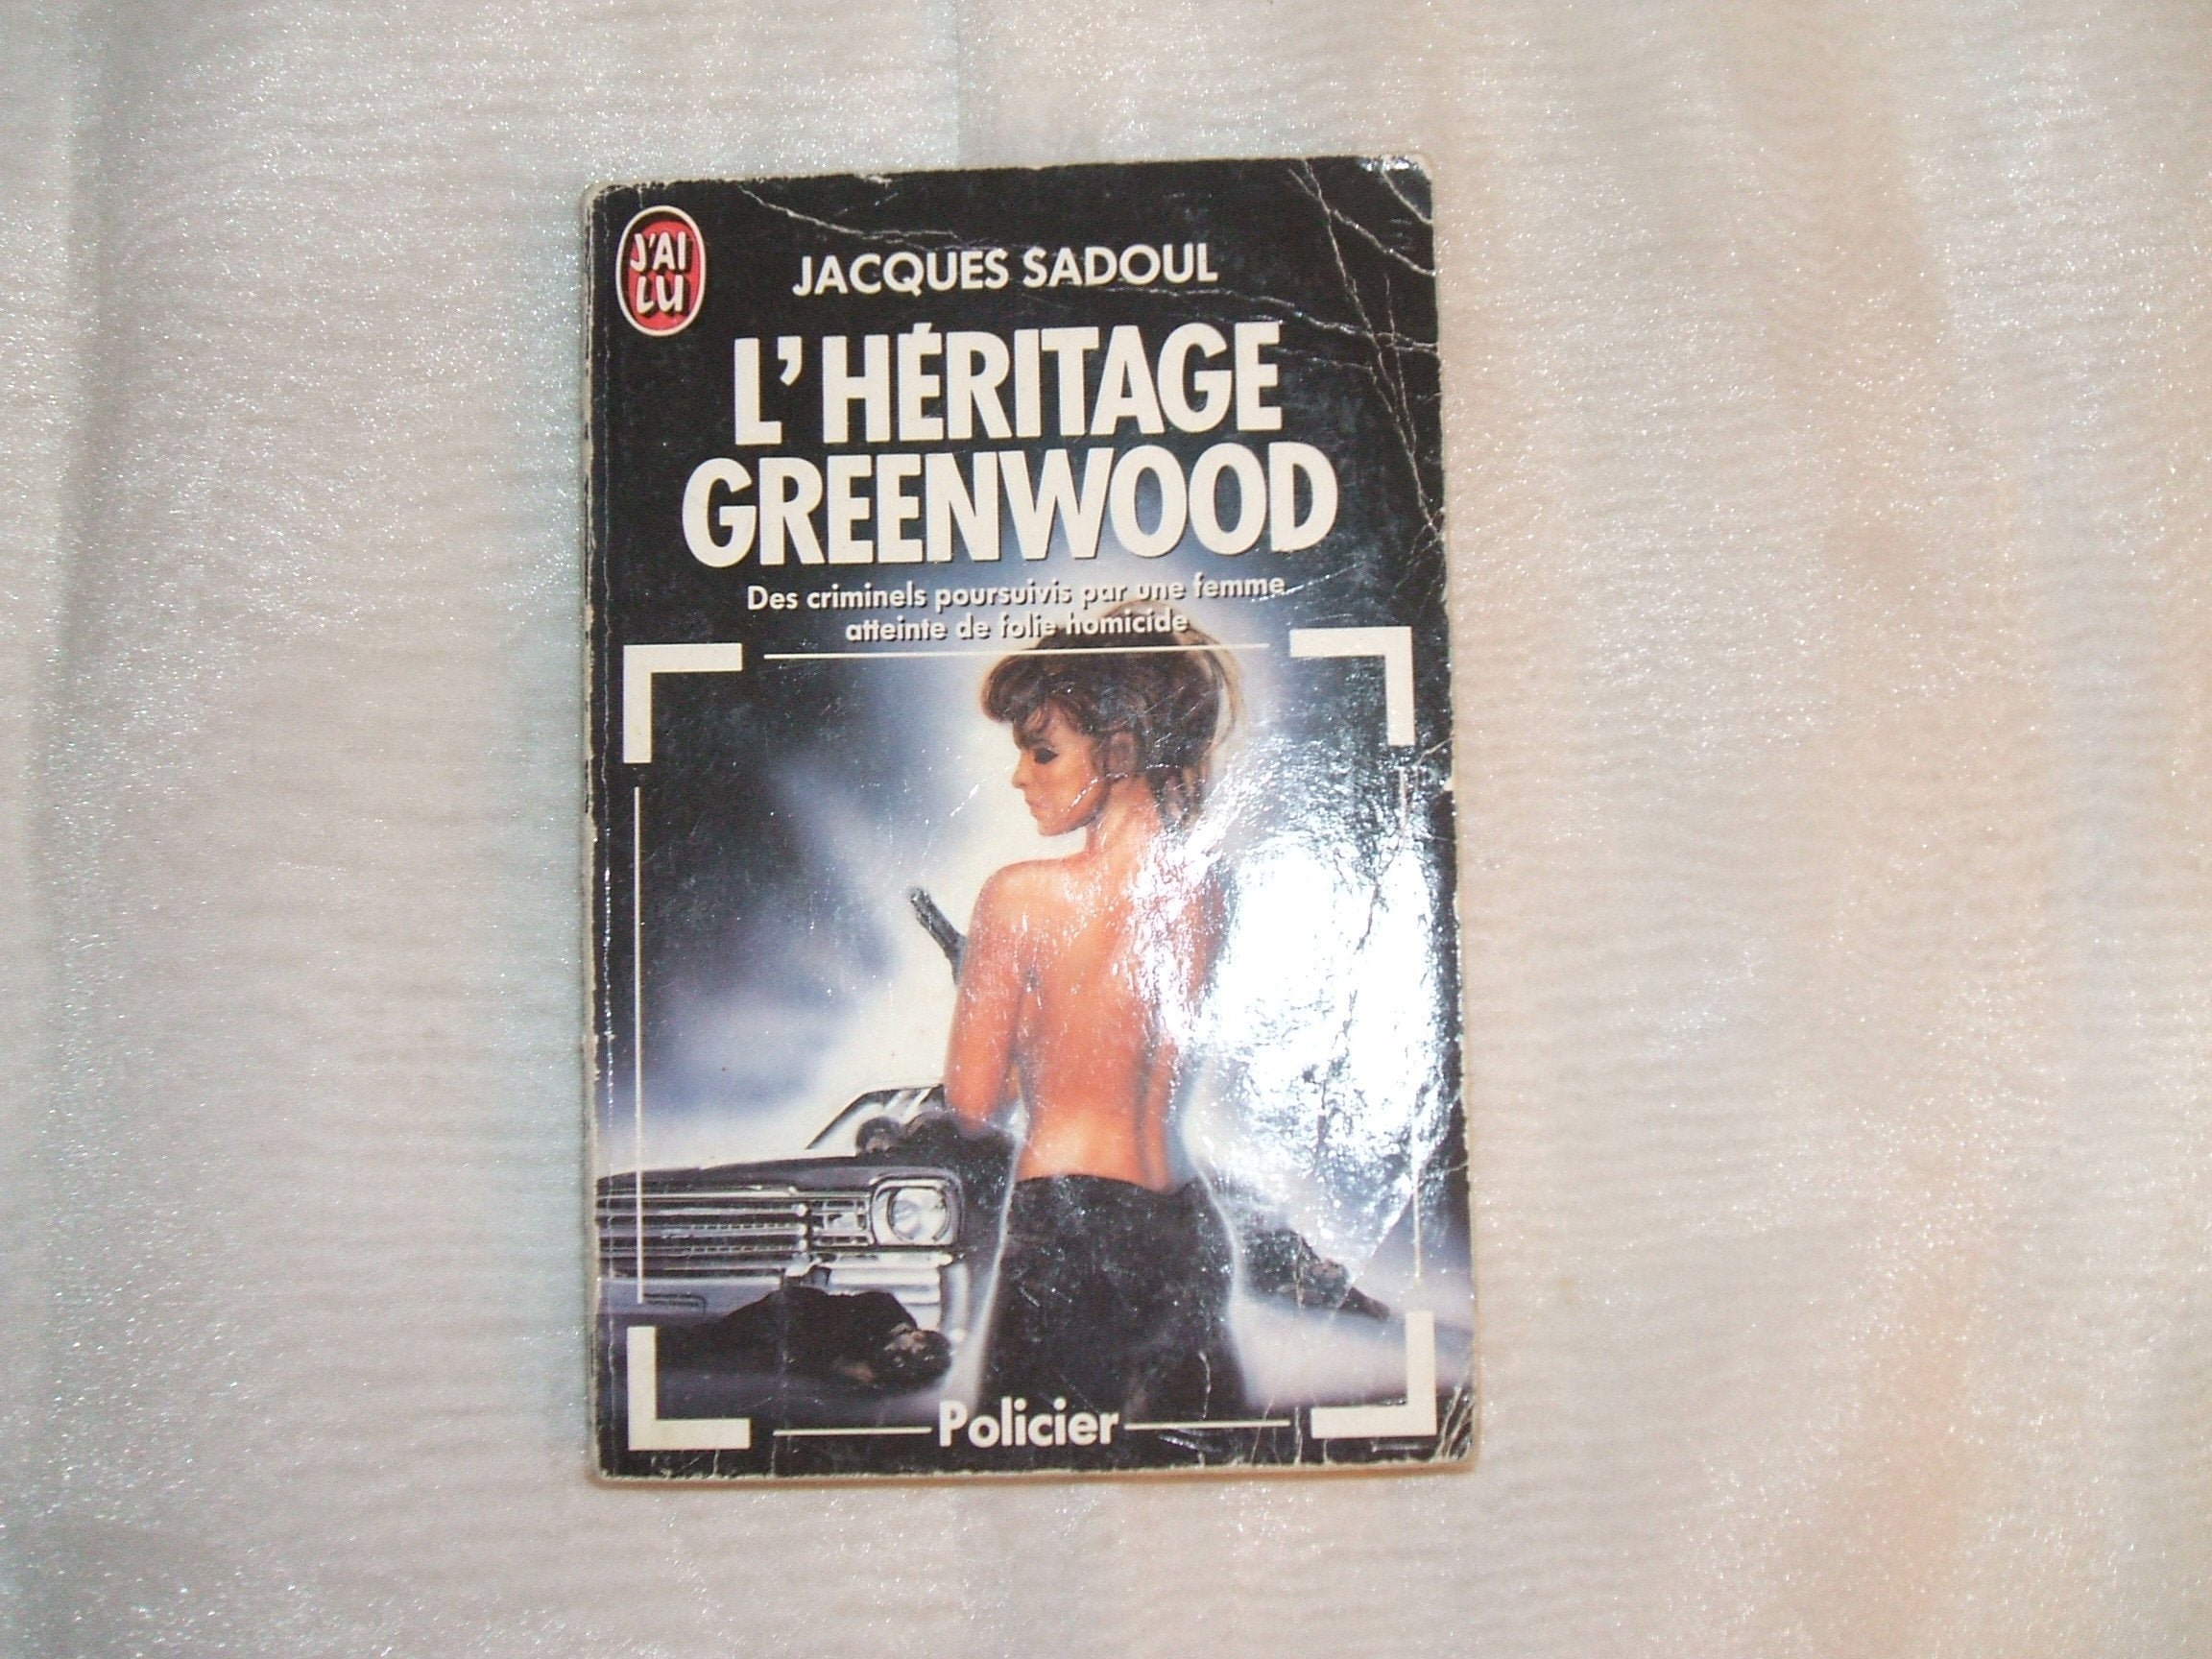 J'AI
LU
JACQUES SADOUL
L'HÉRITAGE
GREENWOOD
Des criminels poursuivis par une femme
atteinte de folie homicide
Policier